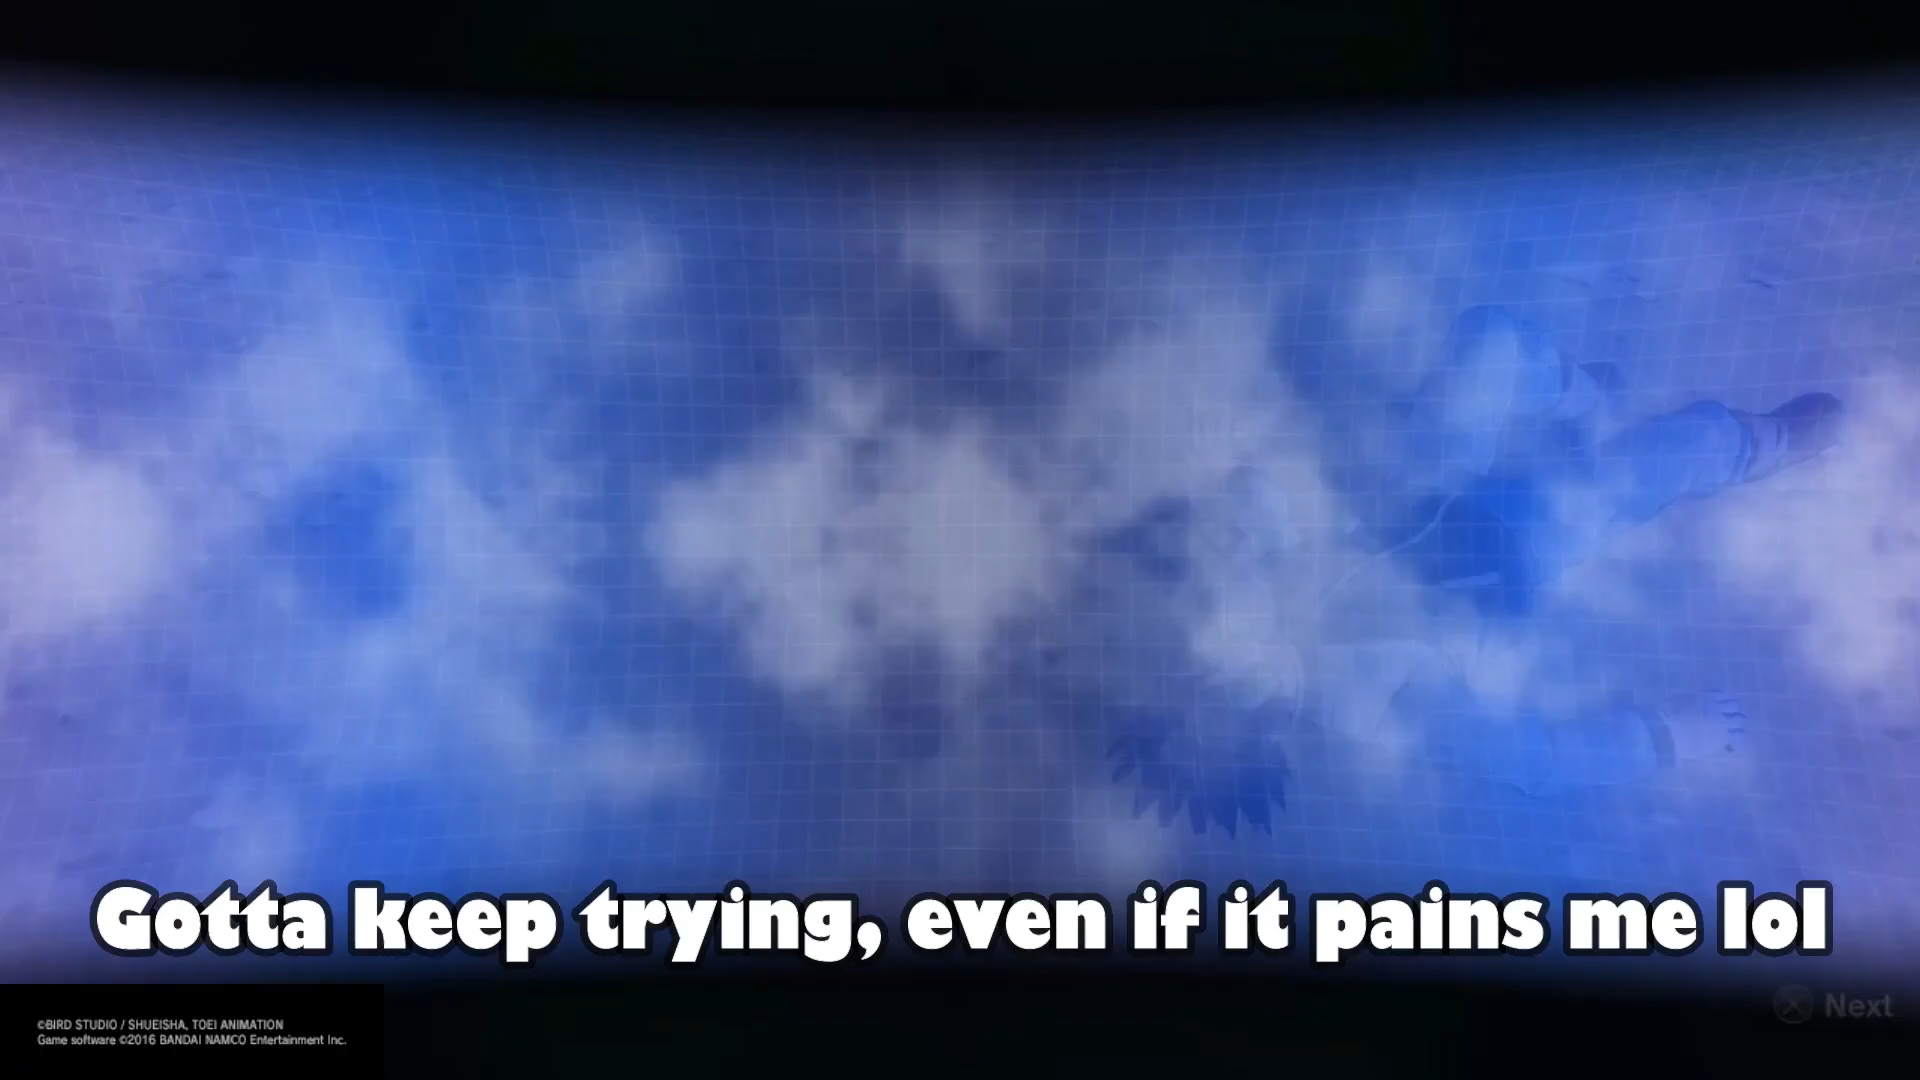 Gotta keep trying, even if it pains me lol
Next
©BIRD STUDIO / SHUEISHA, TOEI ANIMATION
Game software ©2016 BANDAI NAMCO Entertainment Inc.